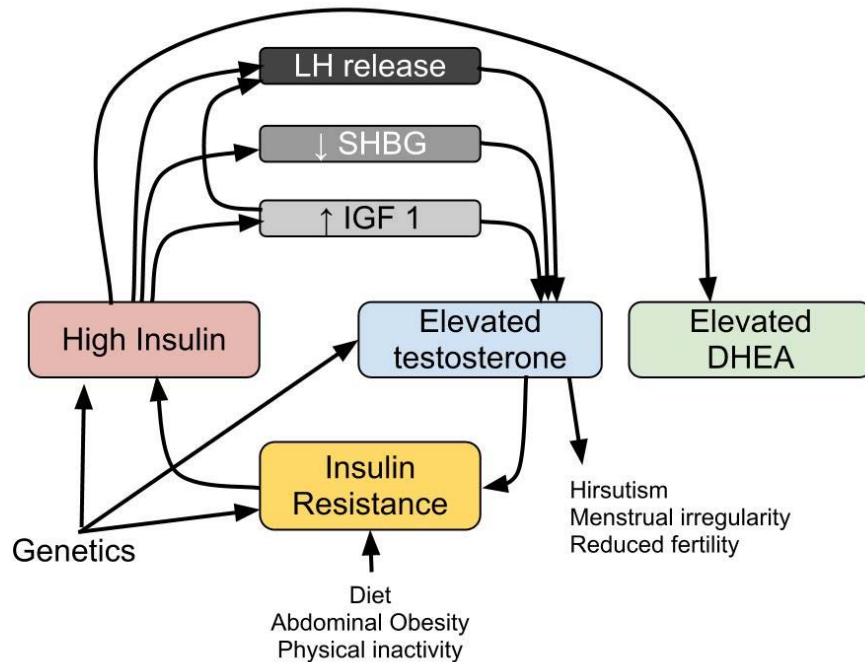 LH release
↓ SHBG
↑ IGF 1
High Insulin
Elevated
testosterone
Elevated
DHEA
Insulin
Resistance
Genetics
Hirsutism
Menstrual irregularity
Reduced fertility
Diet
Abdominal Obesity
Physical inactivity